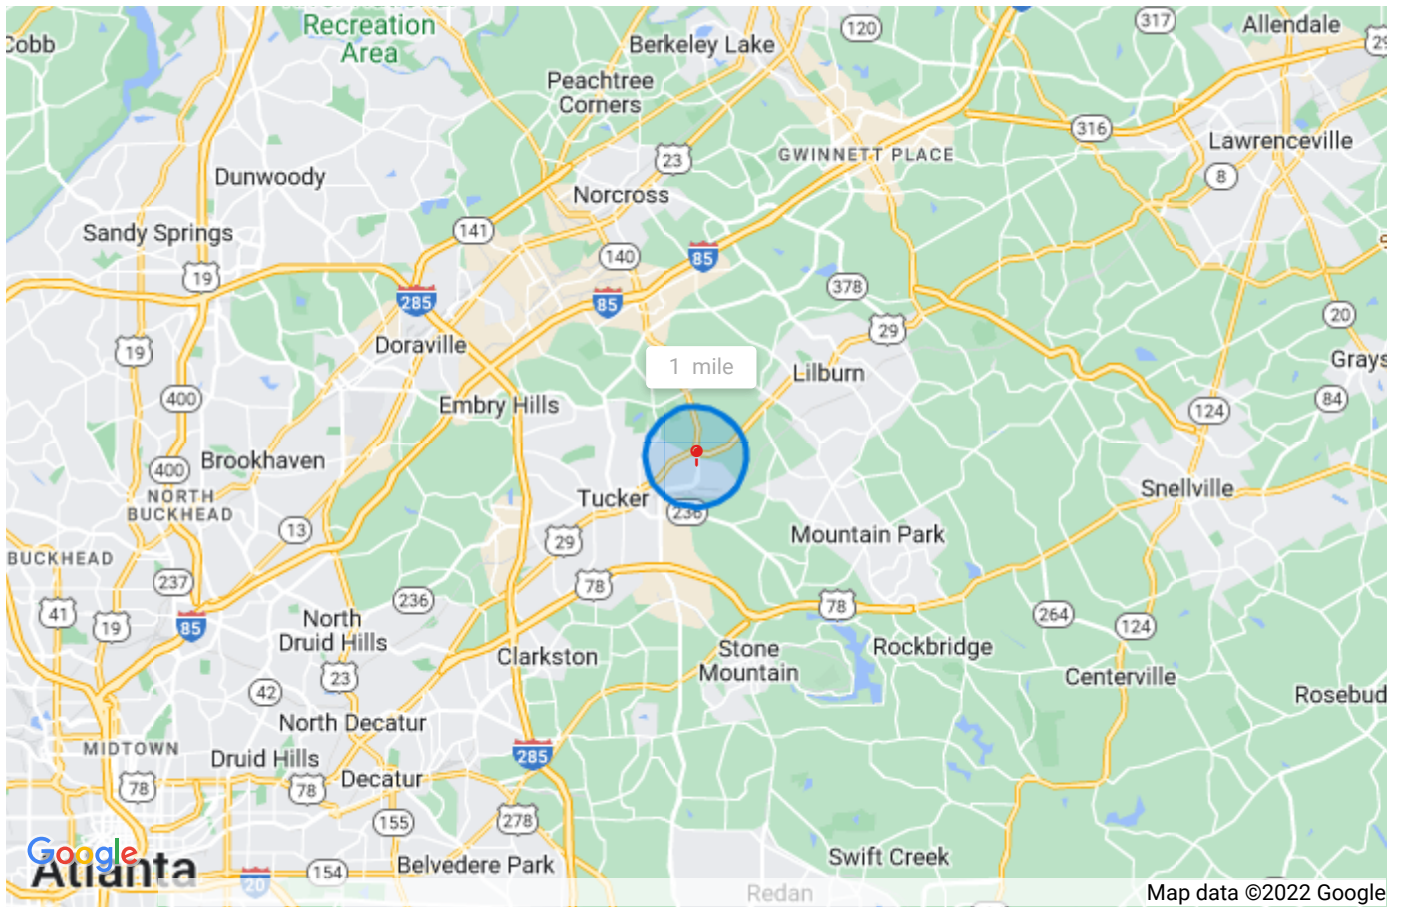 River National
Recreation
Area
Cobb
120
317
Allendale
29
Berkeley Lake
Peachtree
Corners
316
Lawrenceville
23
GWINNETT PLACE
8
Dunwoody
Norcross
Sandy Springs
141
140
85
19
285
85
378
20
29
19
Doraville
1 mile
Lilburn
Grays
400
Embry Hills
124
84
Brookhaven
400
NORTH
BUCKHEAD
Tucker
236
Snellville
13
29
Mountain Park
BUCKHEAD
237
78
236
78
41
19
85
North
Druid Hills
264
124
Clarkston
Stone
Mountain
Rockbridge
23
42
Centerville
Rosebud
North Decatur
MIDTOWN
Druid Hills
285
78
78
Decatur
155
278
Google
Atlanta
20
154
Belvedere Park
Swift Creek
Redan
Map data ©2022 Google